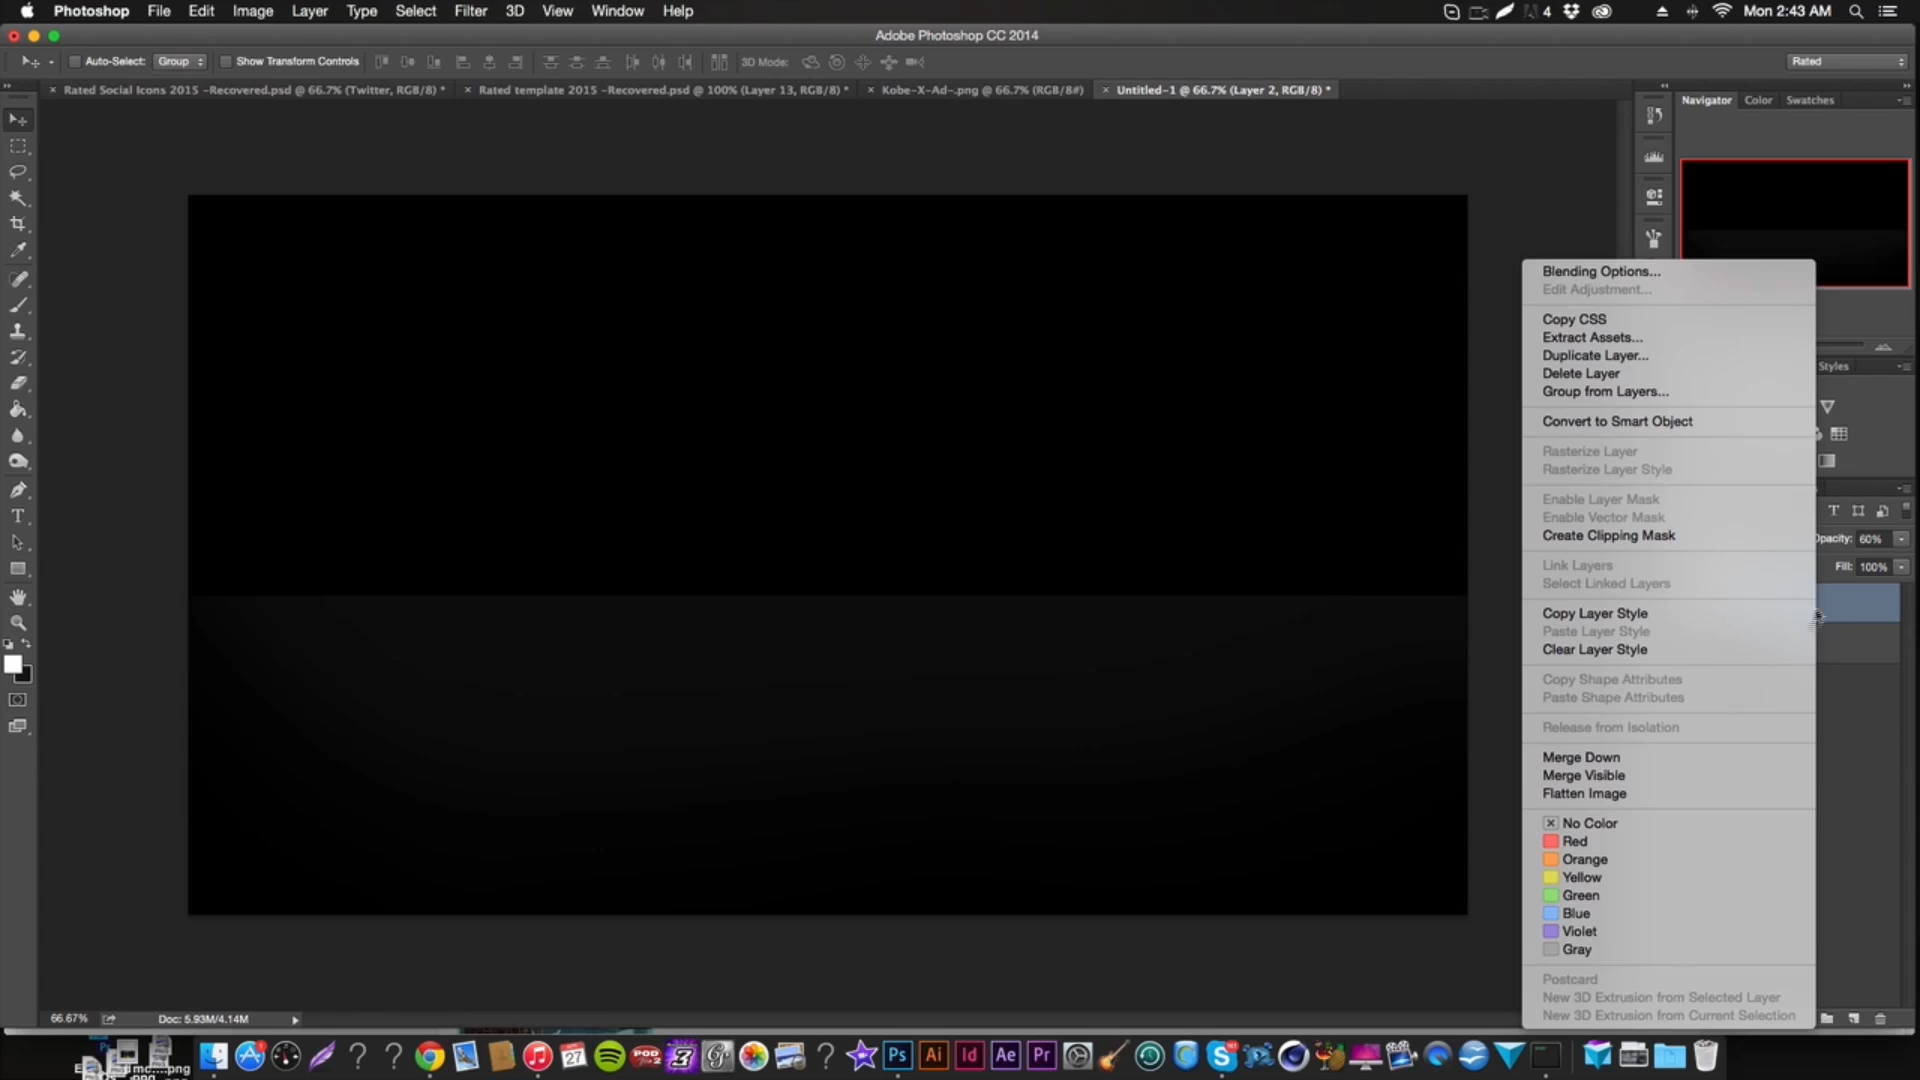 Photoshop File Edit Image Layer Type Select Filter 3D View Window Help 4 Mon 2:43 AM
Adobe Photoshop CC 2014
Auto-Select: Group Show Transform Controls 3D Mode: Rated
Rated Social Icons 2015 -Recovered.psd @ 66.7% (Twitter, RGB/8) * Rated template 2015 -Recovered.psd @ 100% (Layer 13, RGB/8) * Kobe-X-Ad-.png @ 66.7% (RGB/8#) Untitled-1 @ 66.7% (Layer 2, RGB/8) *
Navigator Color Swatches
Blending Options...
Edit Adjustment...
Copy CSS
Extract Assets...
Duplicate Layer...
Delete Layer
Group from Layers...
Styles
Convert to Smart Object
Rasterize Layer
Rasterize Layer Style
Enable Layer Mask
Enable Vector Mask
Create Clipping Mask
Opacity: 60%
Link Layers
Fill: 100%
Select Linked Layers
Copy Layer Style
Paste Layer Style
Clear Layer Style
Copy Shape Attributes
Paste Shape Attributes
Release from Isolation
Merge Down
Merge Visible
Flatten Image
No Color
Red
Orange
Yellow
Green
Blue
Violet
Gray
Postcard
New 3D Extrusion from Selected Layer
New 3D Extrusion from Current Selection
66.67% Doc: 5.93M/4.14M
27 POD Ps Ai Id Ae Pr